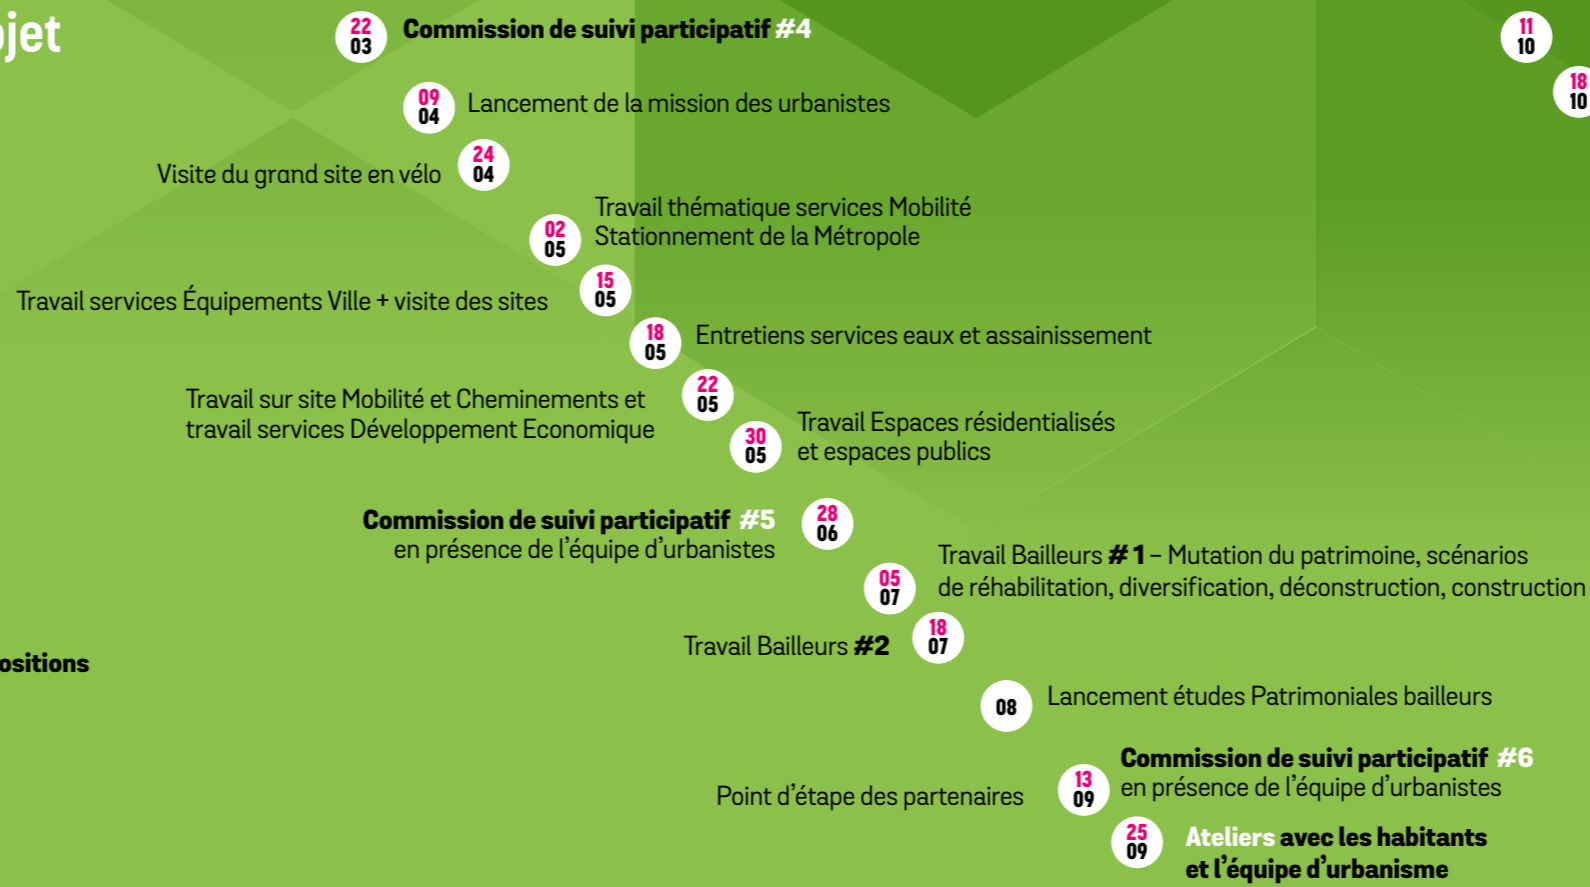 ojet
22
03
Commission de suivi participatif #4
09
04
Lancement de la mission des urbanistes
Visite du grand site en vélo
24
04
02
05
Travail thématique services Mobilité
Stationnement de la Métropole
Travail services Équipements Ville + visite des sites
15
05
18
05
Entretiens services eaux et assainissement
Travail sur site Mobilité et Cheminements et
travail services Développement Economique
22
05
30
05
Travail Espaces résidentialisés
et espaces publics
Commission de suivi participatif #5
en présence de l'équipe d'urbanistes
28
06
05
07
Travail Bailleurs #1 – Mutation du patrimoine, scénarios
de réhabilitation, diversification, déconstruction, construction
Travail Bailleurs #2
18
07
ositions
08
Lancement études Patrimoniales bailleurs
Point d'étape des partenaires
13
09
Commission de suivi participatif #6
en présence de l'équipe d'urbanistes
25
09
Ateliers avec les habitants
et l'équipe d'urbanisme
11
10
18
10